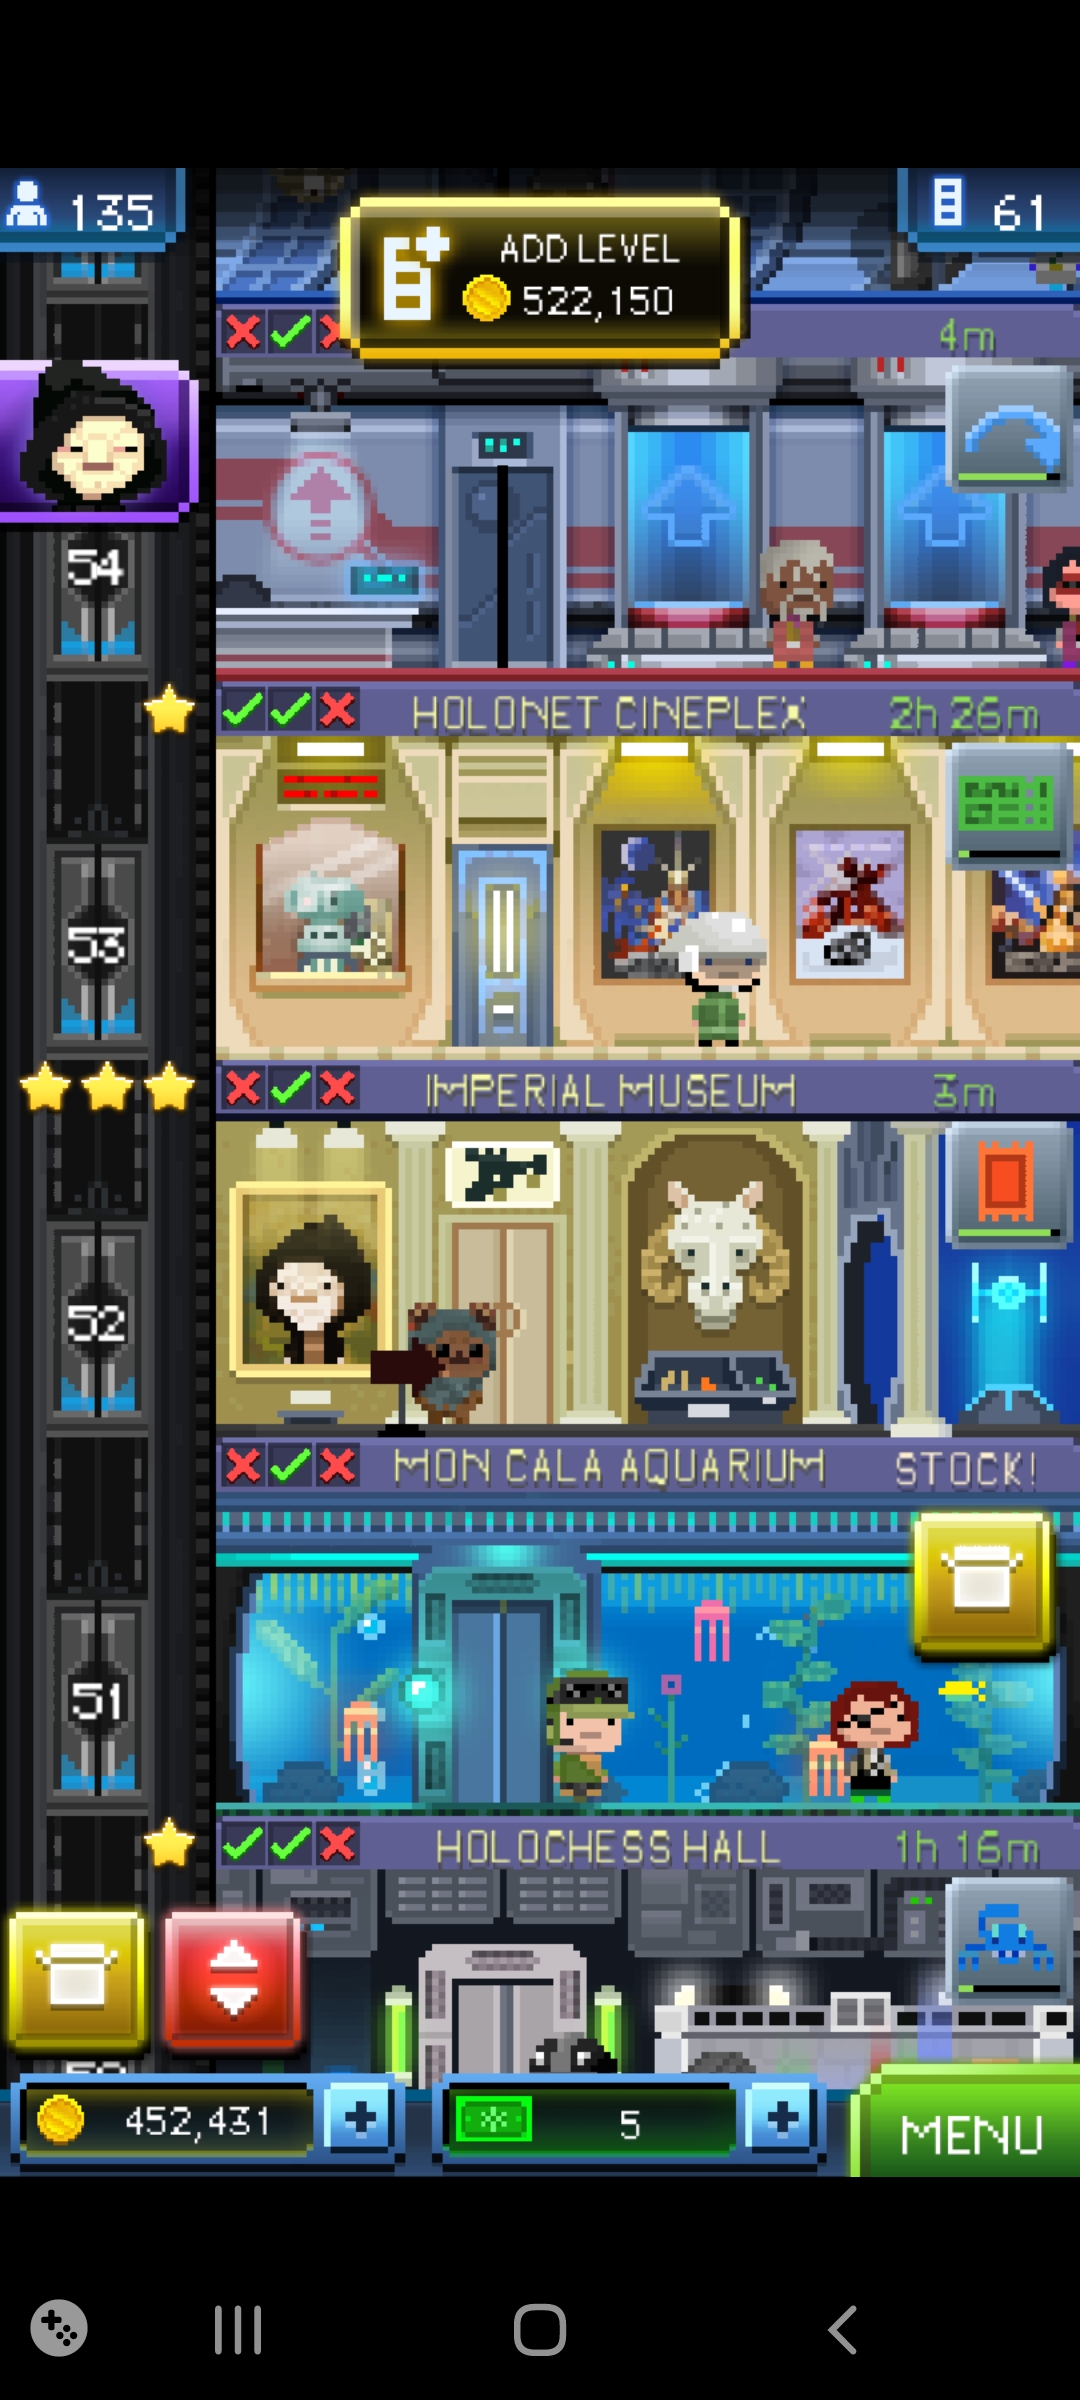 135
ADD LEVEL
522,150
61
4m
54
HOLONET CINEPLEX 2h 26m
53
IMPERIAL MUSEUM 3m
52
MON CALA AQUARIUM STOCK!
51
HOLOCHESS HALL 1h 16m
452,431
5
MENU